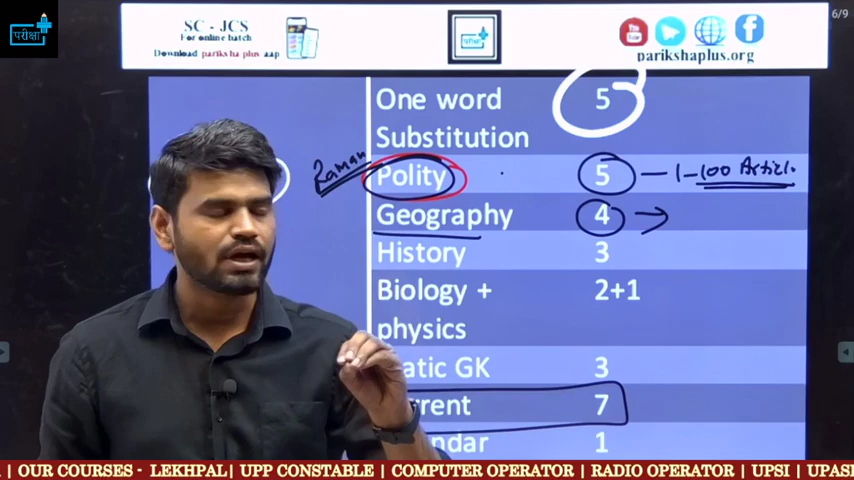 परीक्षा
SC - JCS
For online batch
Download pariksha plus aap
parikshaplus.org
6/9
One word
Substitution
5
Raman
Polity
5
1-100 Articl.
Geography
4
History
3
Biology +
physics
2+1
atic GK
3
rrent
7
ndar
1
| OUR COURSES - LEKHPAL| UPP CONSTABLE | COMPUTER OPERATOR | RADIO OPERATOR | UPSI | UPAS